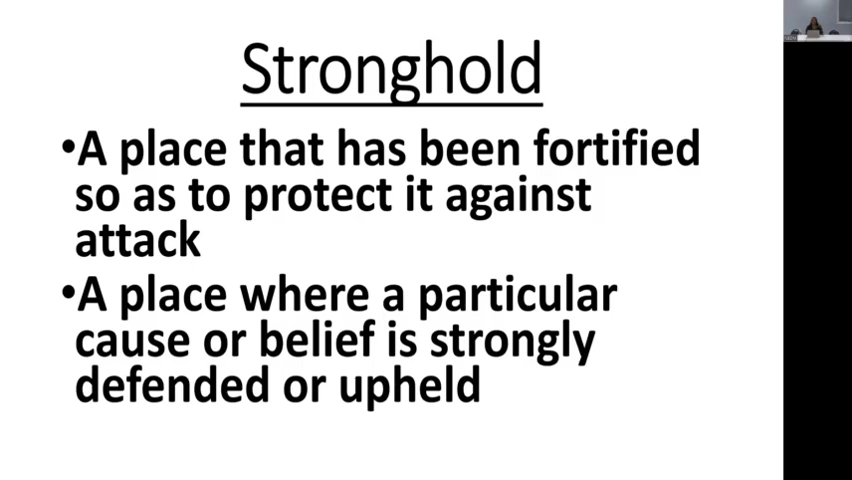 Stronghold
•A place that has been fortified
so as to protect it against
attack
•A place where a particular
cause or belief is strongly
defended or upheld